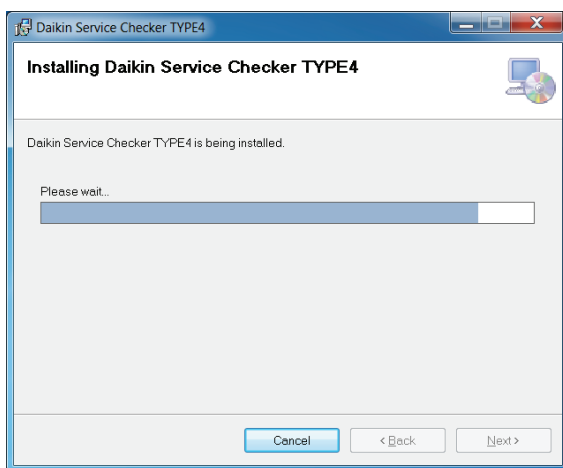 Daikin Service Checker TYPE4
Installing Daikin Service Checker TYPE4
Daikin Service Checker TYPE4 is being installed.
Please wait...
Cancel < Back Next >